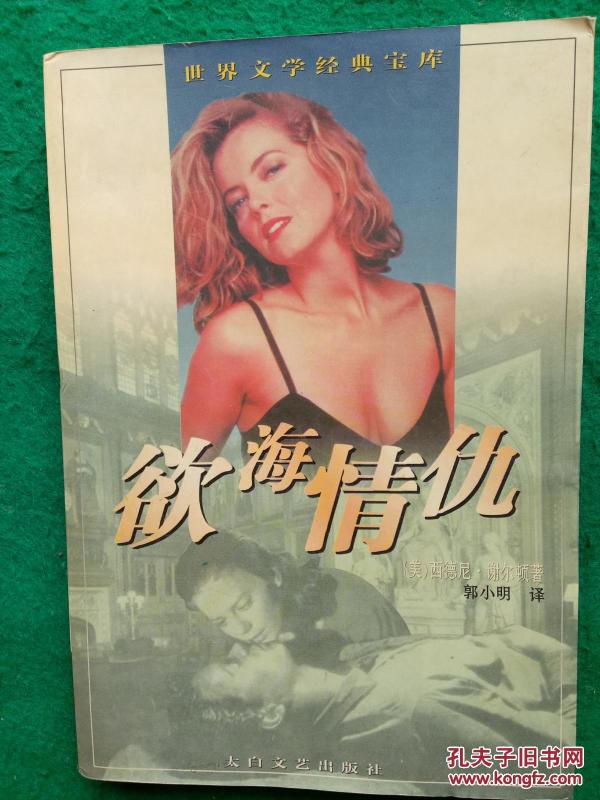 世界文学经典宝库
欲海情仇
(美)西德尼·谢尔顿著
郭小明 译
太白文艺出版社
孔夫子旧书网
www.kongfz.com